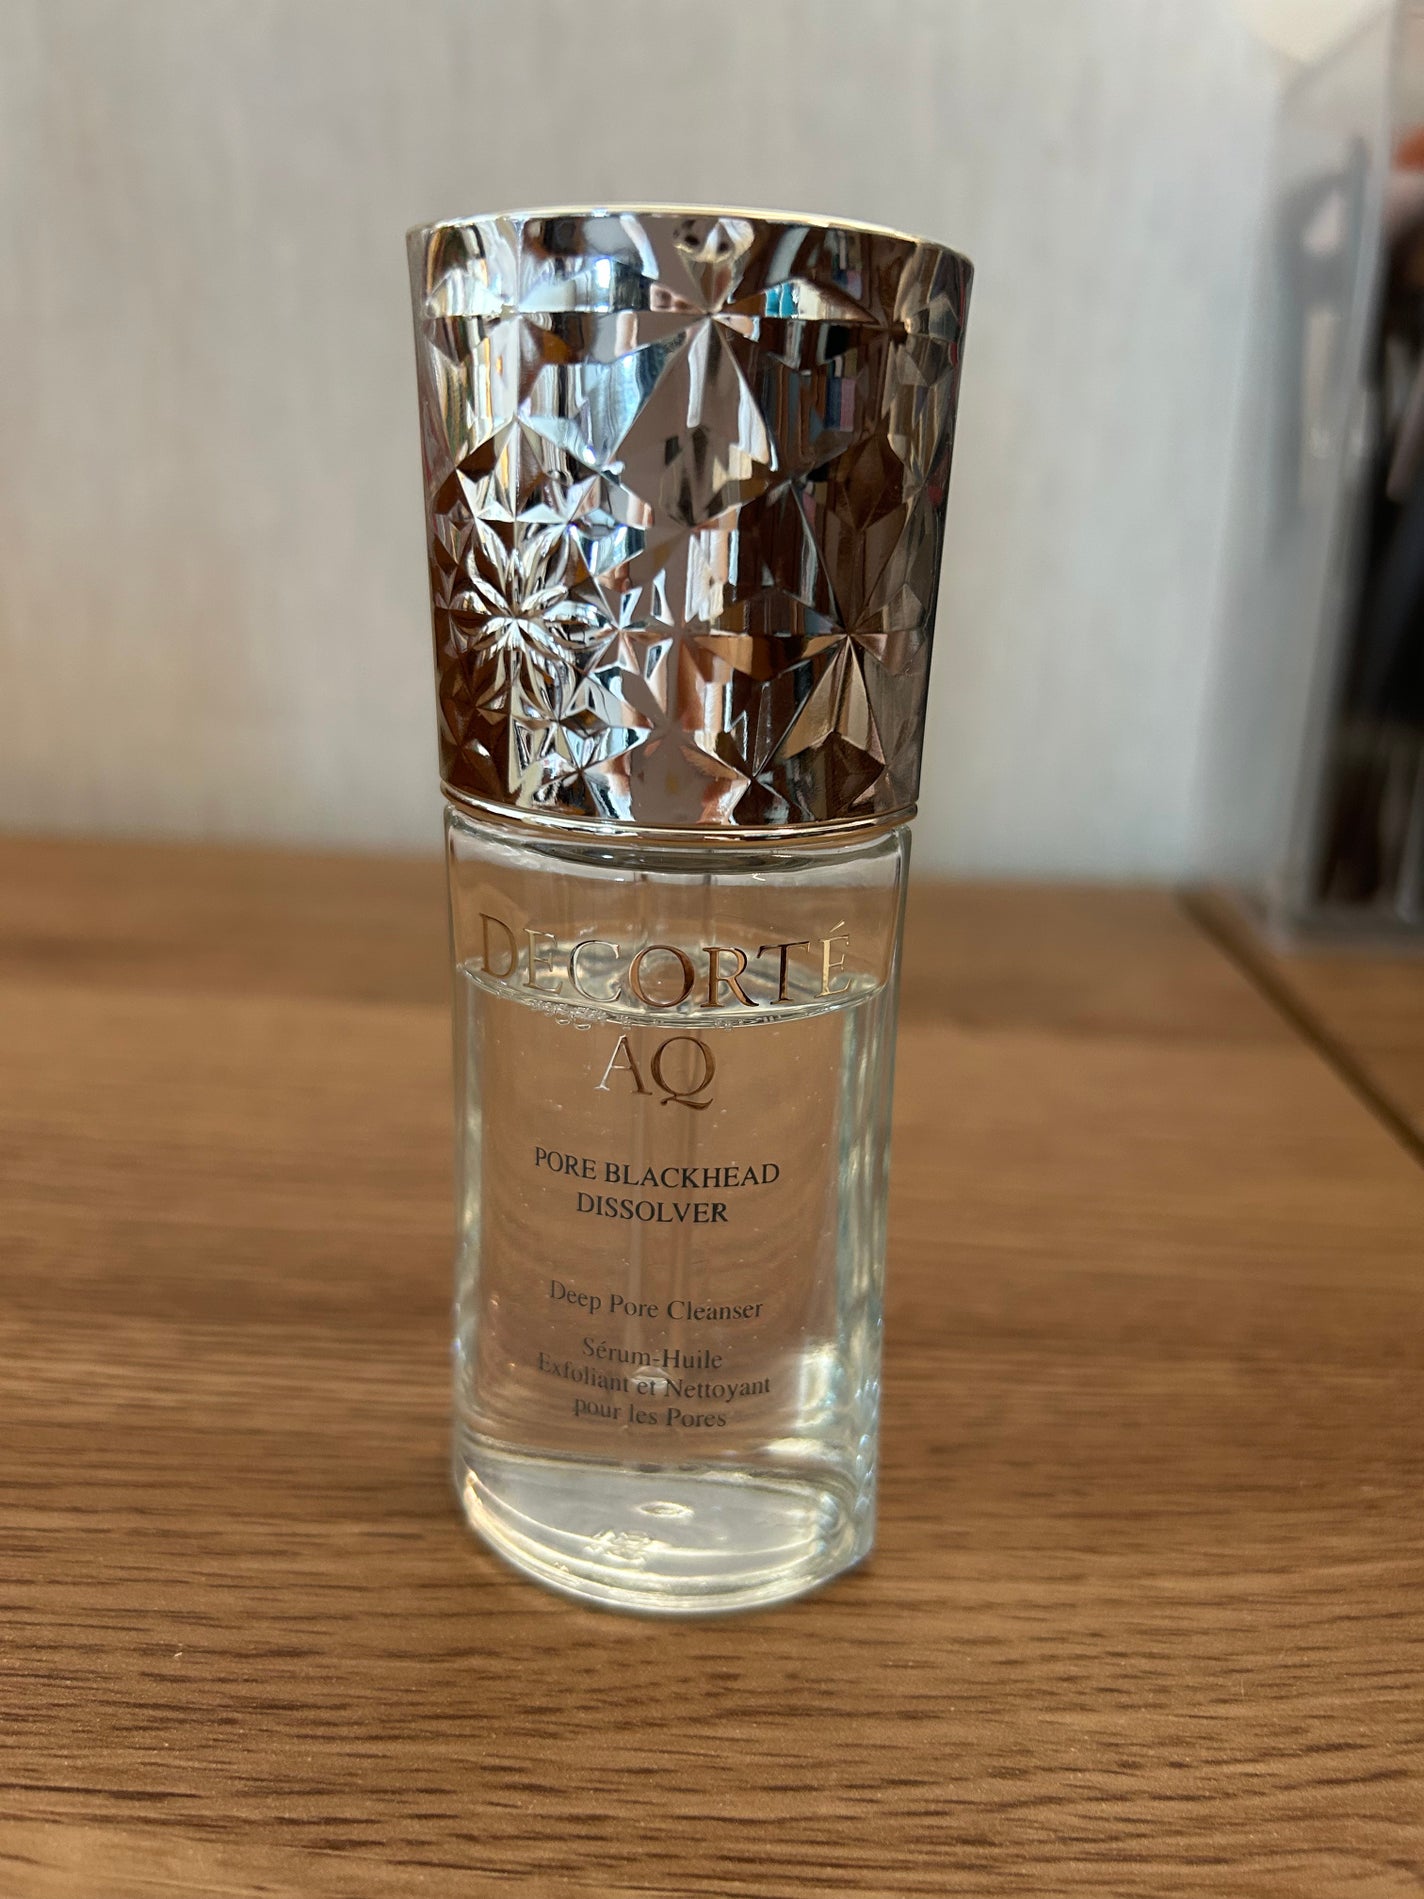 DECORTÉ
AQ
PORE BLACKHEAD
DISSOLVER
Deep Pore Cleanser
Sérum-Huile
Exfoliant et Nettoyant
pour les Pores